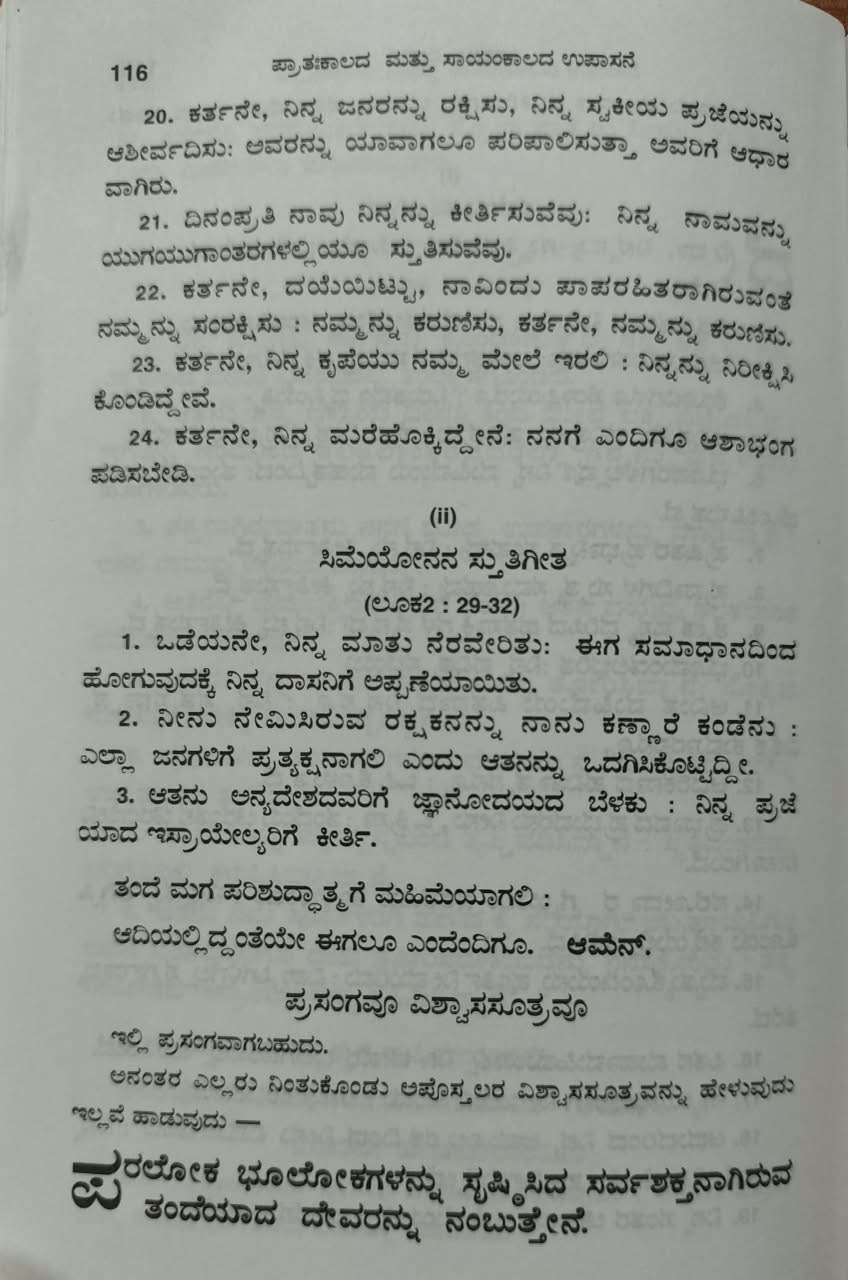 116
ಪ್ರಾತಃಕಾಲದ ಮತ್ತು ಸಾಯಂಕಾಲದ ಉಪಾಸನೆ
20. ಕರ್ತನೇ, ನಿನ್ನ ಜನರನ್ನು ರಕ್ಷಿಸು, ನಿನ್ನ ಸ್ವಕೀಯ ಪ್ರಜೆಯನ್ನು
ಆಶೀರ್ವದಿಸು: ಅವರನ್ನು ಯಾವಾಗಲೂ ಪರಿಪಾಲಿಸುತ್ತಾ ಅವರಿಗೆ ಆಧಾರ
ವಾಗಿರು.
21. ದಿನಂಪ್ರತಿ ನಾವು ನಿನ್ನನ್ನು ಕೀರ್ತಿಸುವೆವು: ನಿನ್ನ ನಾಮವನ್ನು
ಯುಗಯುಗಾಂತರಗಳಲ್ಲಿಯೂ ಸ್ತುತಿಸುವೆವು.
22. ಕರ್ತನೇ, ದಯೆಯಿಟ್ಟು, ನಾವಿಂದು ಪಾಪರಹಿತರಾಗಿರುವಂತೆ
ನಮ್ಮನ್ನು ಸಂರಕ್ಷಿಸು : ನಮ್ಮನ್ನು ಕರುಣಿಸು, ಕರ್ತನೇ, ನಮ್ಮನ್ನು ಕರುಣಿಸು.
23. ಕರ್ತನೇ, ನಿನ್ನ ಕೃಪೆಯು ನಮ್ಮ ಮೇಲೆ ಇರಲಿ : ನಿನ್ನನ್ನು ನಿರೀಕ್ಷಿಸಿ
ಕೊಂಡಿದ್ದೇವೆ.
24. ಕರ್ತನೇ, ನಿನ್ನ ಮರೆಹೊಕ್ಕಿದ್ದೇನೆ: ನನಗೆ ಎಂದಿಗೂ ಆಶಾಭಂಗ
ಪಡಿಸಬೇಡಿ.
(ii)
ಸಿಮೆಯೋನನ ಸ್ತುತಿಗೀತ
(ಲೂಕ2 : 29-32)
1. ಒಡೆಯನೇ, ನಿನ್ನ ಮಾತು ನೆರವೇರಿತು: ಈಗ ಸಮಾಧಾನದಿಂದ
ಹೋಗುವುದಕ್ಕೆ ನಿನ್ನ ದಾಸನಿಗೆ ಅಪ್ಪಣೆಯಾಯಿತು.
2. ನೀನು ನೇಮಿಸಿರುವ ರಕ್ಷಕನನ್ನು ನಾನು ಕಣ್ಣಾರೆ ಕಂಡೆನು :
ಎಲ್ಲಾ ಜನಗಳಿಗೆ ಪ್ರತ್ಯಕ್ಷನಾಗಲಿ ಎಂದು ಆತನನ್ನು ಒದಗಿಸಿಕೊಟ್ಟಿದ್ದೀ.
3. ಆತನು ಅನ್ಯದೇಶದವರಿಗೆ ಜ್ಞಾನೋದಯದ ಬೆಳಕು : ನಿನ್ನ ಪ್ರಜೆ
ಯಾದ ಇಸ್ರಾಯೇಲ್ಯರಿಗೆ ಕೀರ್ತಿ.
ತಂದೆ ಮಗ ಪರಿಶುದ್ಧಾತ್ಮಗೆ ಮಹಿಮೆಯಾಗಲಿ :
ಆದಿಯಲ್ಲಿದ್ದಂತೆಯೇ ಈಗಲೂ ಎಂದೆಂದಿಗೂ. ಆಮೆನ್.
ಪ್ರಸಂಗವೂ ವಿಶ್ವಾಸಸೂತ್ರವೂ
ಇಲ್ಲಿ ಪ್ರಸಂಗವಾಗಬಹುದು.
ಅನಂತರ ಎಲ್ಲರು ನಿಂತುಕೊಂಡು ಅಪೊಸ್ತಲರ ವಿಶ್ವಾಸಸೂತ್ರವನ್ನು ಹೇಳುವುದು
ಇಲ್ಲವೆ ಹಾಡುವುದು —
ಪರಲೋಕ ಭೂಲೋಕಗಳನ್ನು ಸೃಷ್ಠಿಸಿದ ಸರ್ವಶಕ್ತನಾಗಿರುವ
ತಂದೆಯಾದ ದೇವರನ್ನು ನಂಬುತ್ತೇನೆ.